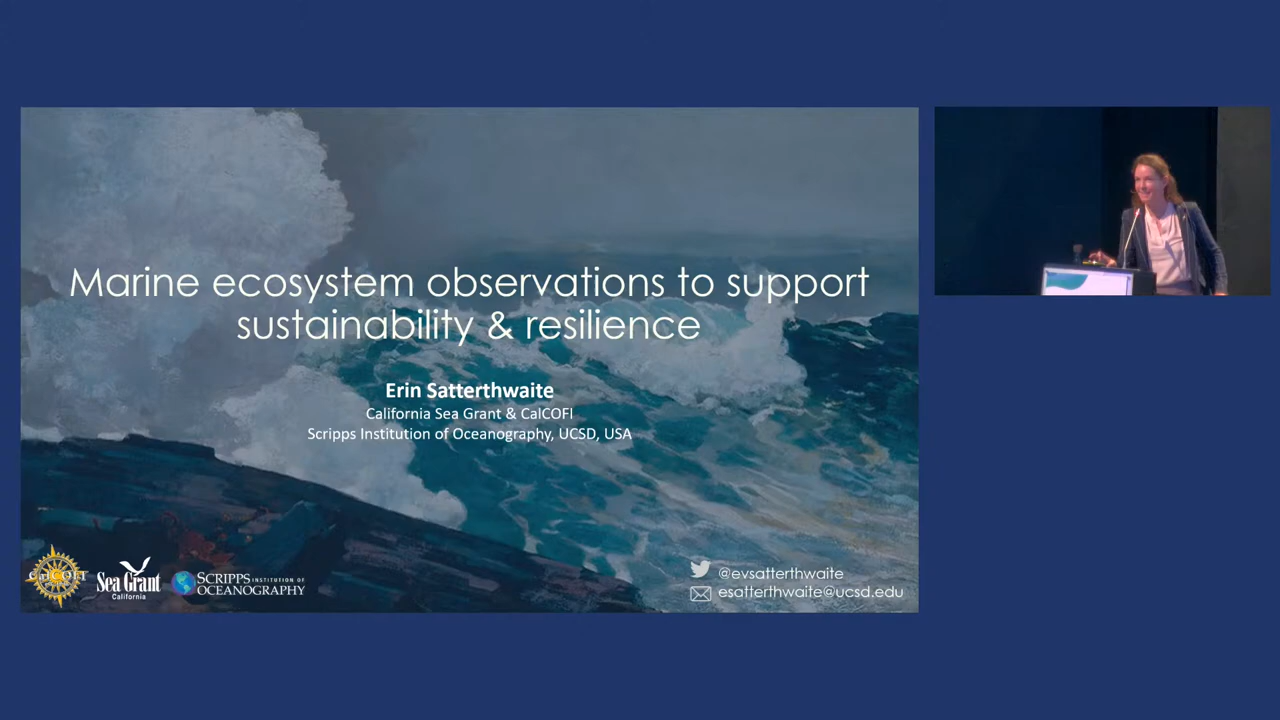 Marine ecosystem observations to support
sustainability & resilience
Erin Satterthwaite
California Sea Grant & CalCOFI
Scripps Institution of Oceanography, UCSD, USA
CalCOFI
Sea Grant
California
SCRIPPS INSTITUTION OF
OCEANOGRAPHY
@evsatterthwaite
esatterthwaite@ucsd.edu